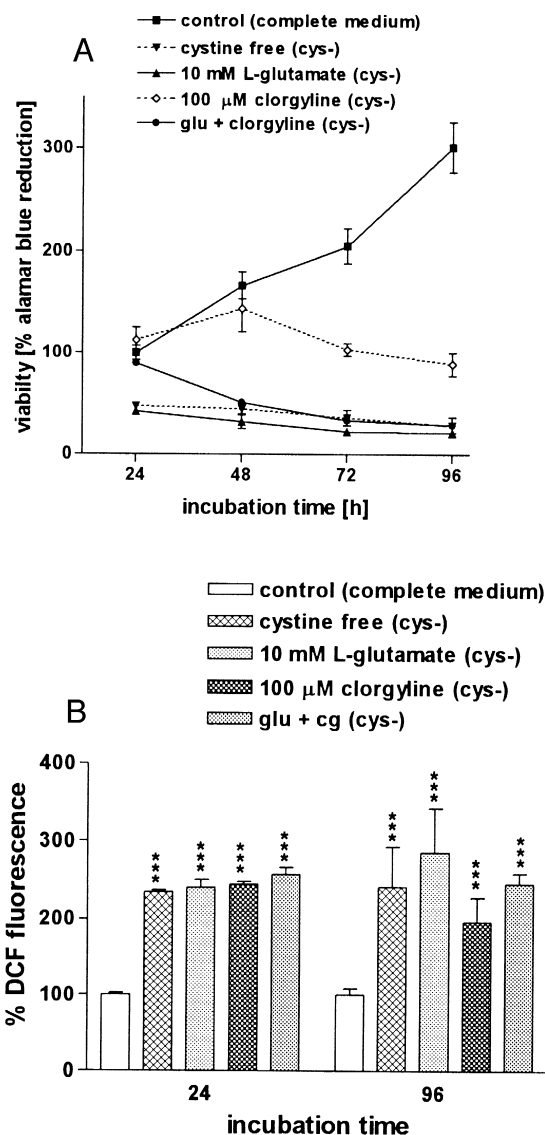 A
control (complete medium)
cystine free (cys-)
10 mM L-glutamate (cys-)
100 μM clorgyline (cys-)
glu + clorgyline (cys-)
viabilty [% alamar blue reduction]
300
200
100
0
24 48 72 96
incubation time [h]
B
control (complete medium)
cystine free (cys-)
10 mM L-glutamate (cys-)
100 μM clorgyline (cys-)
glu + cg (cys-)
% DCF fluorescence
400
300
200
100
0
*** *** *** *** *** *** *** ***
24 96
incubation time